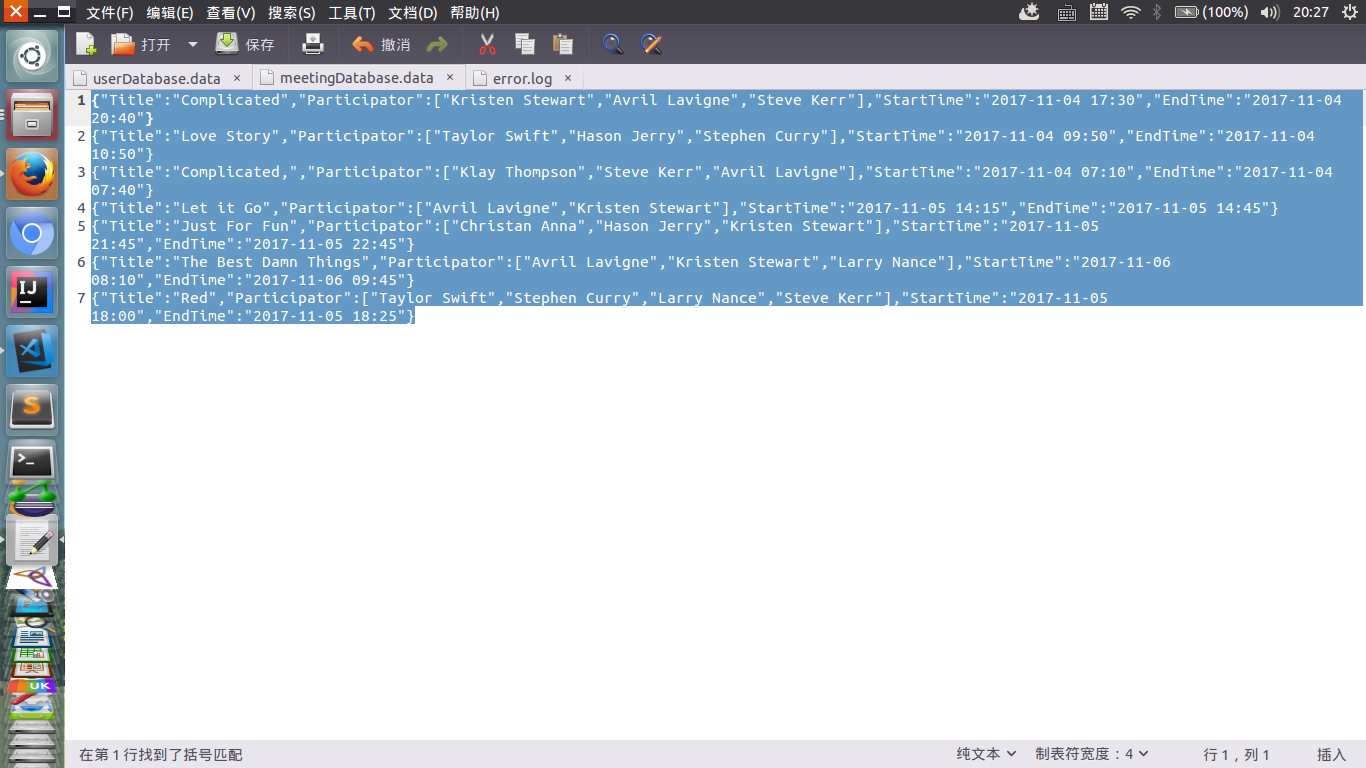 文件(F) 编辑(E) 查看(V) 搜索(S) 工具(T) 文档(D) 帮助(H) (100%) 20:27
打开 保存 撤消
userDatabase.data × meetingDatabase.data × error.log ×
1 {"Title":"Complicated","Participator":["Kristen Stewart","Avril Lavigne","Steve Kerr"],"StartTime":"2017-11-04 17:30","EndTime":"2017-11-04
20:40"}
2 {"Title":"Love Story","Participator":["Taylor Swift","Hason Jerry","Stephen Curry"],"StartTime":"2017-11-04 09:50","EndTime":"2017-11-04
10:50"}
3 {"Title":"Complicated,","Participator":["Klay Thompson","Steve Kerr","Avril Lavigne"],"StartTime":"2017-11-04 07:10","EndTime":"2017-11-04
07:40"}
4 {"Title":"Let it Go","Participator":["Avril Lavigne","Kristen Stewart"],"StartTime":"2017-11-05 14:15","EndTime":"2017-11-05 14:45"}
5 {"Title":"Just For Fun","Participator":["Christan Anna","Hason Jerry","Kristen Stewart"],"StartTime":"2017-11-05
21:45","EndTime":"2017-11-05 22:45"}
6 {"Title":"The Best Damn Things","Participator":["Avril Lavigne","Kristen Stewart","Larry Nance"],"StartTime":"2017-11-06
08:10","EndTime":"2017-11-06 09:45"}
7 {"Title":"Red","Participator":["Taylor Swift","Stephen Curry","Larry Nance","Steve Kerr"],"StartTime":"2017-11-05
18:00","EndTime":"2017-11-05 18:25"}
IJ
S
>_
UK
在第 1 行找到了括号匹配 纯文本 制表符宽度：4 行 1，列 1 插入